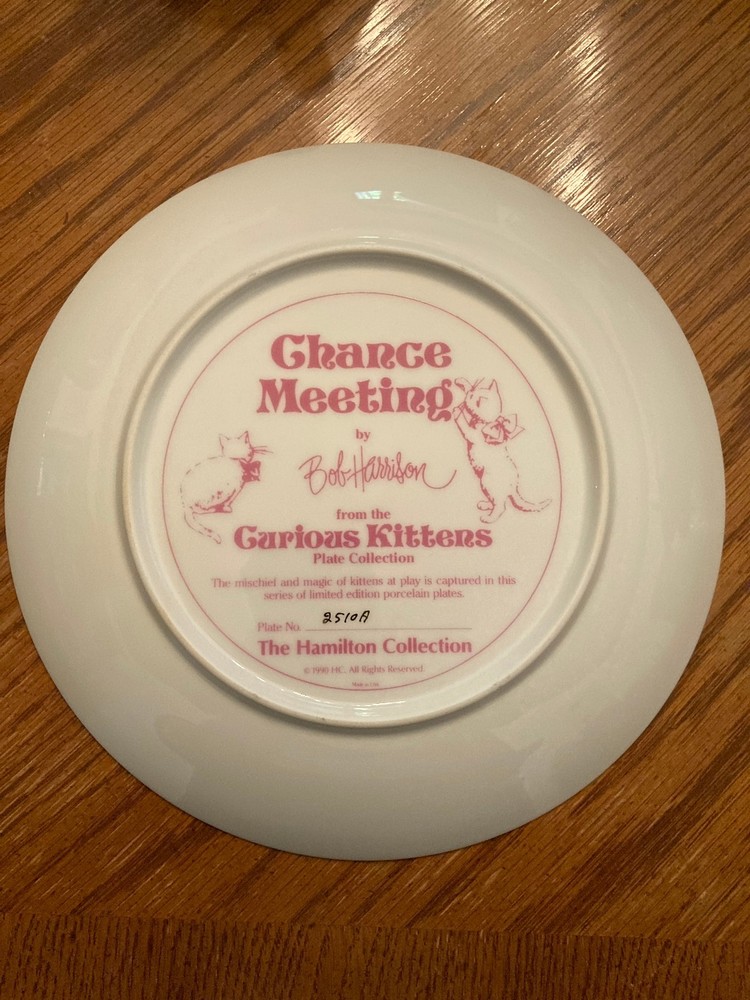 Chance
Meeting
by
Bob Harrison
from the
Curious Kittens
Plate Collection
The mischief and magic of kittens at play is captured in this
series of limited edition porcelain plates.
Plate No. 2510A
The Hamilton Collection
© 1990 HC. All Rights Reserved.